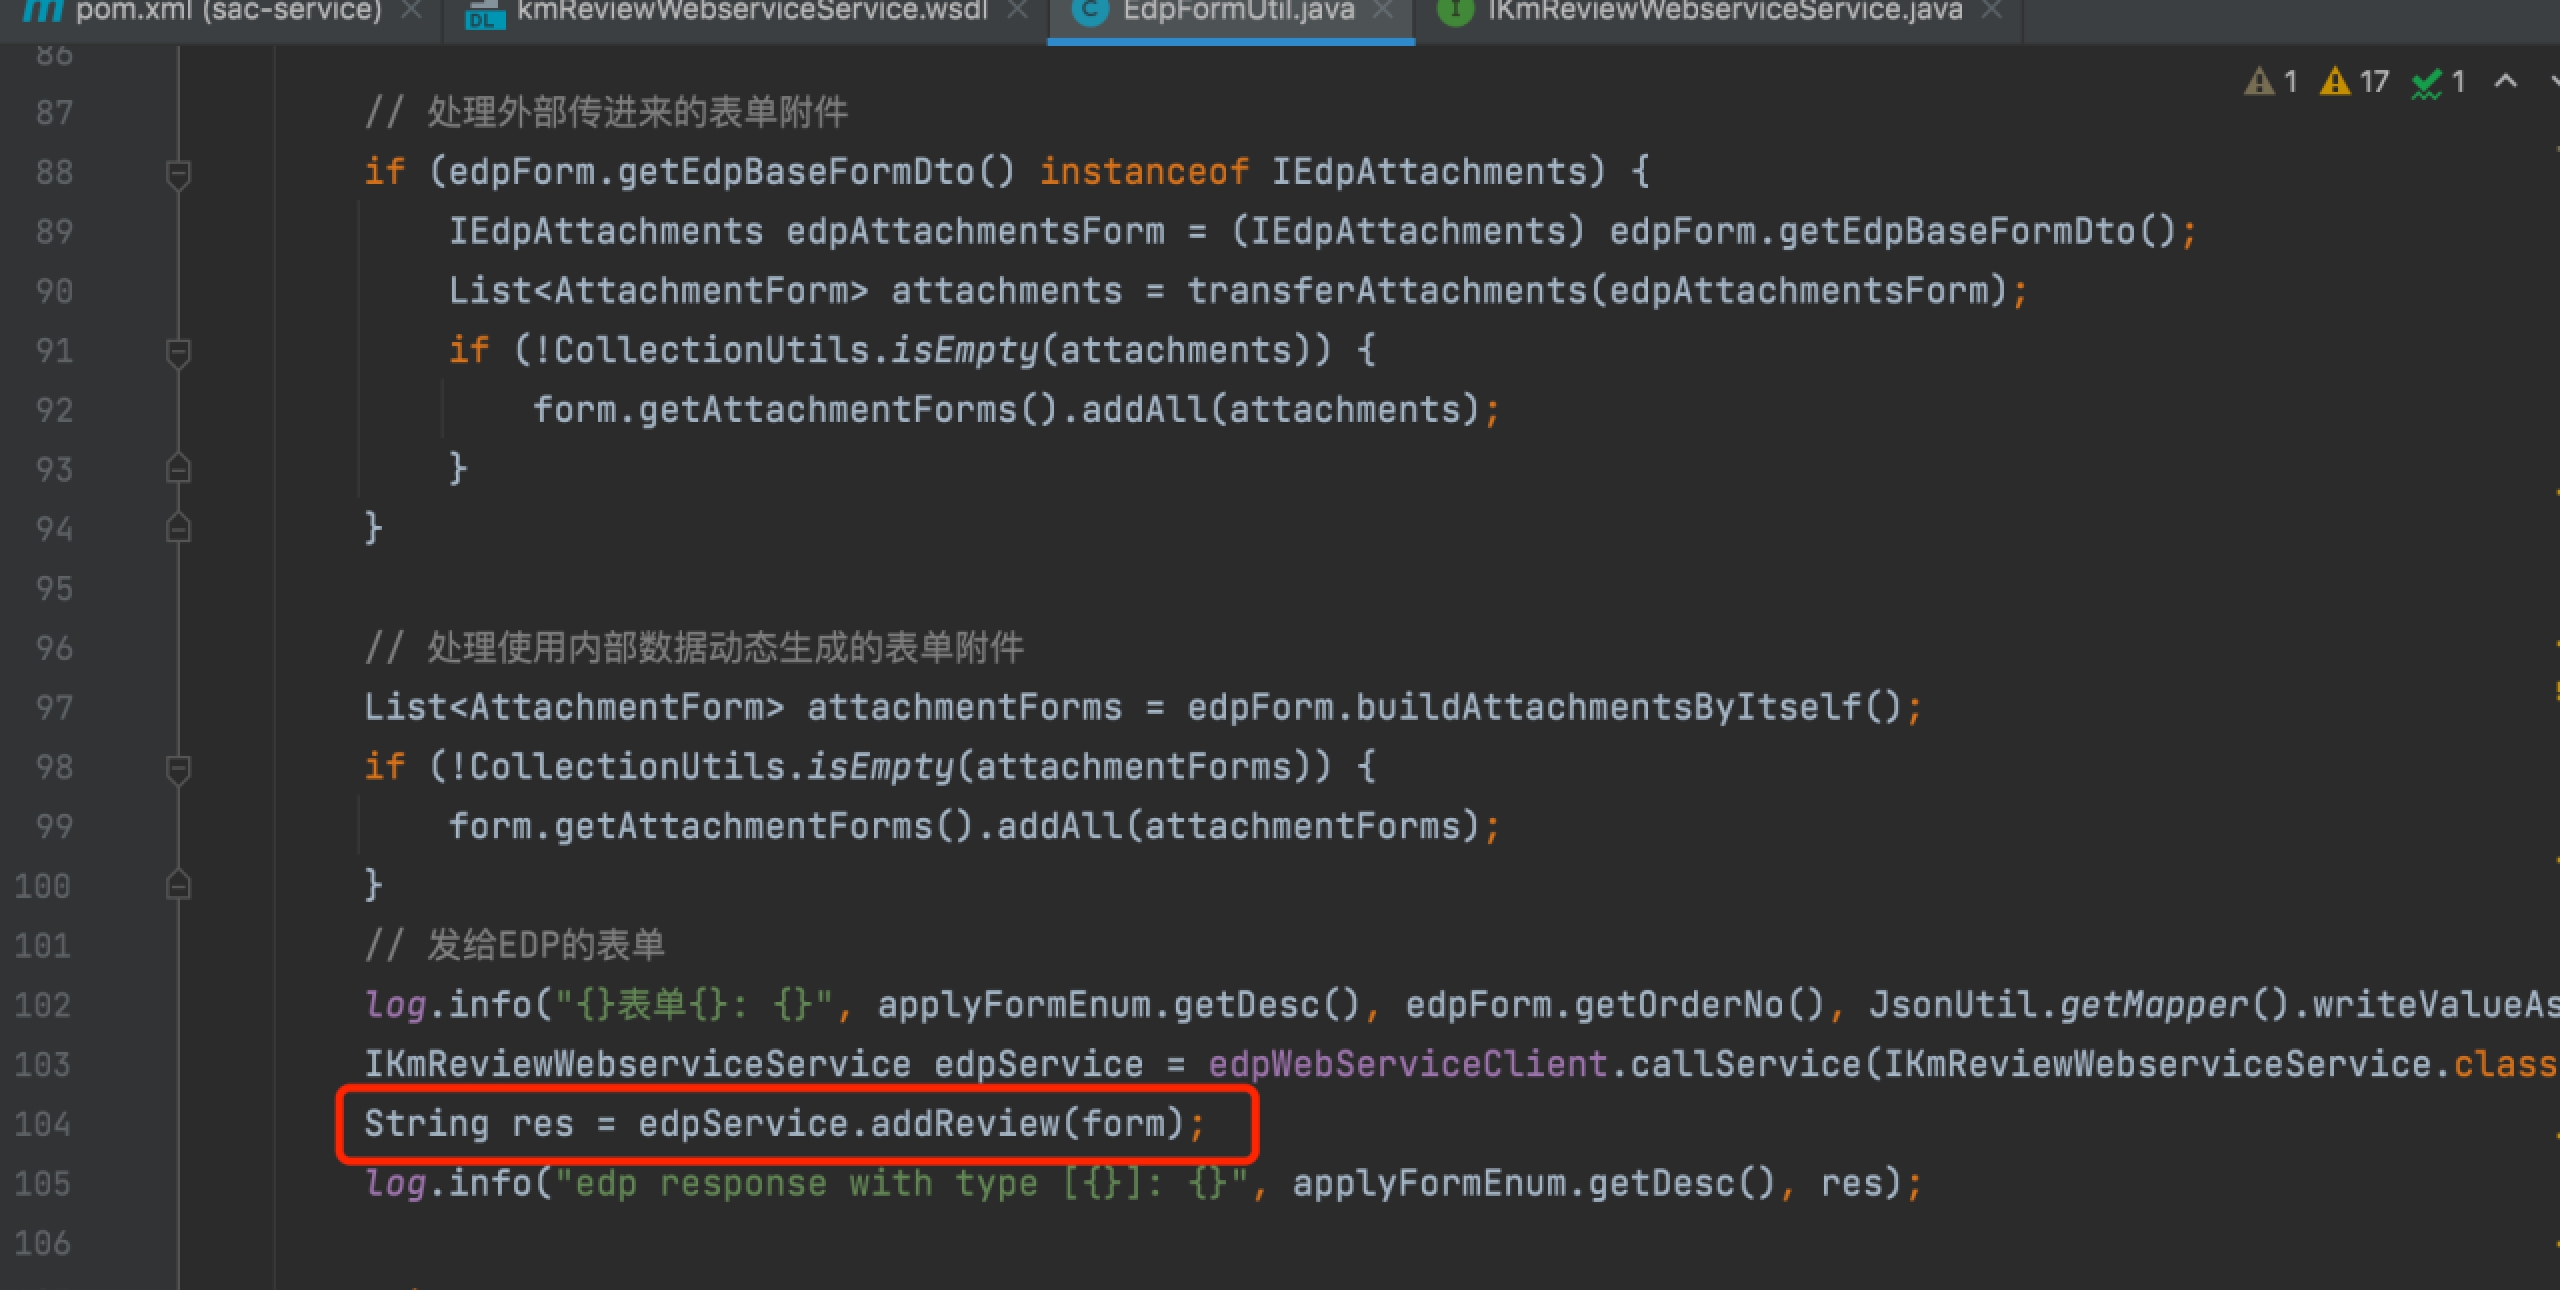 pom.xml (sac-service)
DL kmReviewWebserviceService.wsdl
C EdpFormUtil.java
I IKmReviewWebserviceService.java
1 17 1
86
87 // 处理外部传进来的表单附件
88 if (edpForm.getEdpBaseFormDto() instanceof IEdpAttachments) {
89 IEdpAttachments edpAttachmentsForm = (IEdpAttachments) edpForm.getEdpBaseFormDto();
90 List<AttachmentForm> attachments = transferAttachments(edpAttachmentsForm);
91 if (!CollectionUtils.isEmpty(attachments)) {
92 form.getAttachmentForms().addAll(attachments);
93 }
94 }
95
96 // 处理使用内部数据动态生成的表单附件
97 List<AttachmentForm> attachmentForms = edpForm.buildAttachmentsByItself();
98 if (!CollectionUtils.isEmpty(attachmentForms)) {
99 form.getAttachmentForms().addAll(attachmentForms);
100 }
101 // 发给EDP的表单
102 log.info("{}表单{}: {}", applyFormEnum.getDesc(), edpForm.getOrderNo(), JsonUtil.getMapper().writeValueAs
103 IKmReviewWebserviceService edpService = edpWebServiceClient.callService(IKmReviewWebserviceService.class
104 String res = edpService.addReview(form);
105 log.info("edp response with type [{}]: {}", applyFormEnum.getDesc(), res);
106